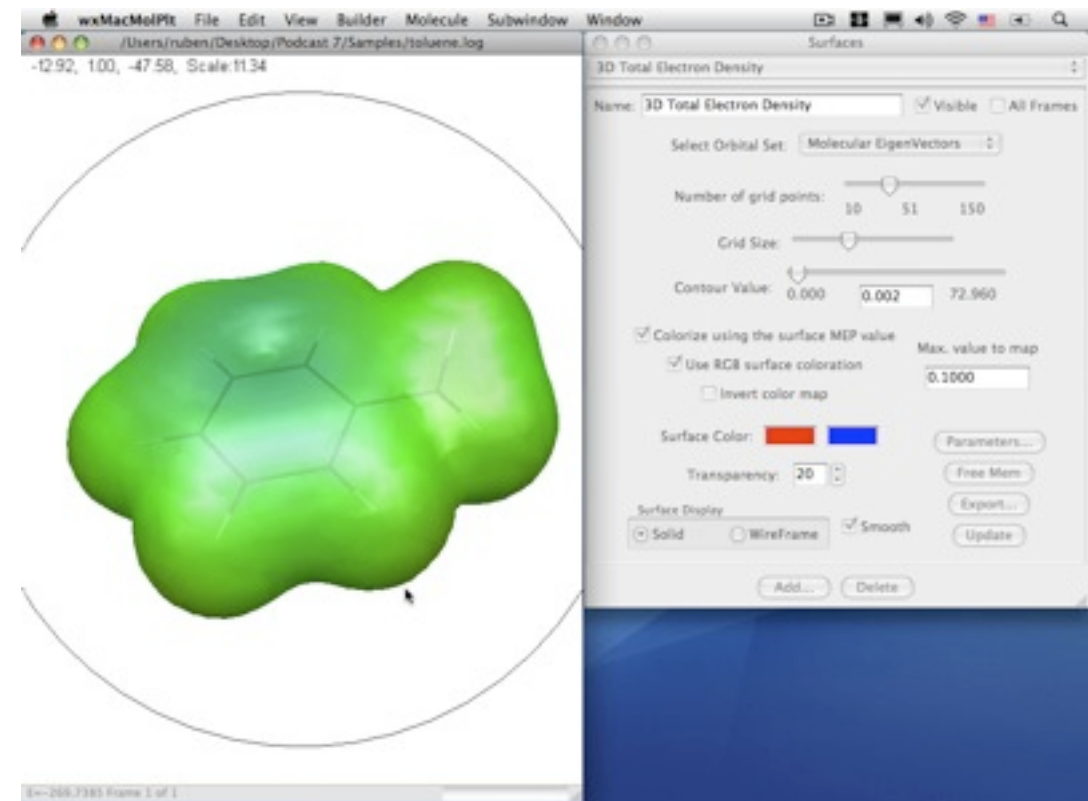 wxMacMolPlt File Edit View Builder Molecule Subwindow Window
/Users/ruben/Desktop/Podcast 7/Samples/toluene.log
-12.92, 1.00, -47.58, Scale:11.34
E=-269.7385 Frame 1 of 1
Surfaces
3D Total Electron Density
Name: 3D Total Electron Density Visible All Frames
Select Orbital Set: Molecular EigenVectors
Number of grid points:
10 51 150
Grid Size:
Contour Value: 0.000 0.002 72.960
Colorize using the surface MEP value
Max. value to map
Use RGB surface coloration
0.1000
Invert color map
Surface Color:
Parameters...
Transparency: 20
Free Mem
Surface Display
Export...
Solid WireFrame Smooth
Update
Add... Delete